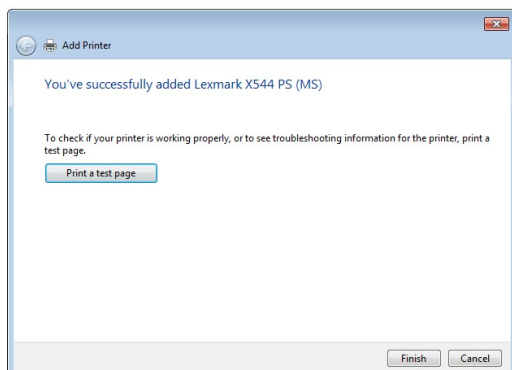 Add Printer
You've successfully added Lexmark X544 PS (MS)
To check if your printer is working properly, or to see troubleshooting information for the printer, print a
test page.
Print a test page
Finish
Cancel